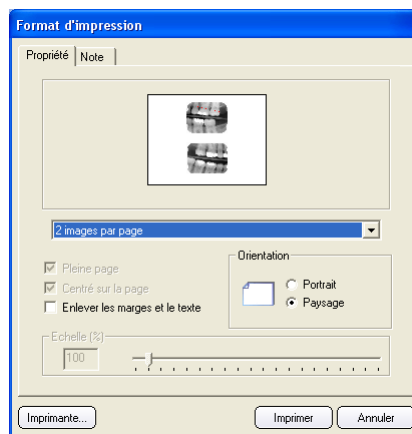 Format d'impression
Propriété Note
2 images par page
Pleine page
Centré sur la page
Enlever les marges et le texte
Orientation
Portrait
Paysage
Echelle (%)
100
Imprimante... Imprimer Annuler